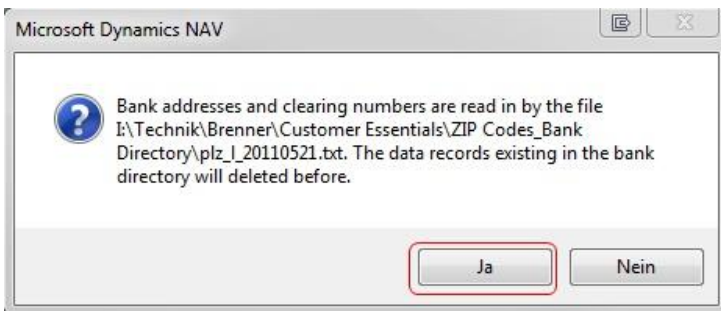 Microsoft Dynamics NAV
Bank addresses and clearing numbers are read in by the file
I:\Technik\Brenner\Customer Essentials\ZIP Codes_Bank
Directory\plz_l_20110521.txt. The data records existing in the bank
directory will deleted before.
Ja
Nein